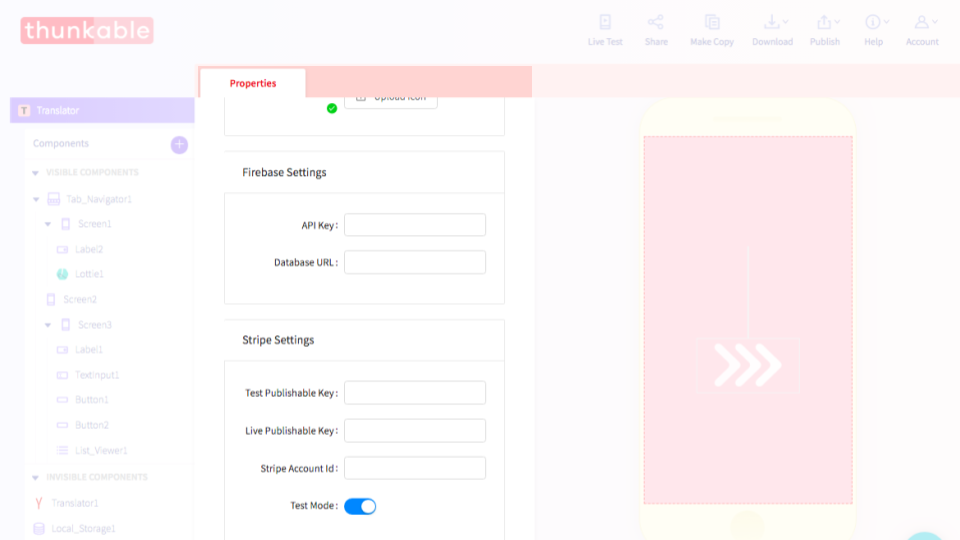 thunkable
Live Test
Share
Make Copy
Download
Publish
Help
Account
Properties
T Translator
Components
VISIBLE COMPONENTS
Tab_Navigator1
Screen1
Label2
Lottie1
Screen2
Screen3
Label1
TextInput1
Button1
Button2
List_Viewer1
INVISIBLE COMPONENTS
Translator1
Local_Storage1
Upload Icon
Firebase Settings
API Key:
Database URL:
Stripe Settings
Test Publishable Key:
Live Publishable Key:
Stripe Account Id:
Test Mode: